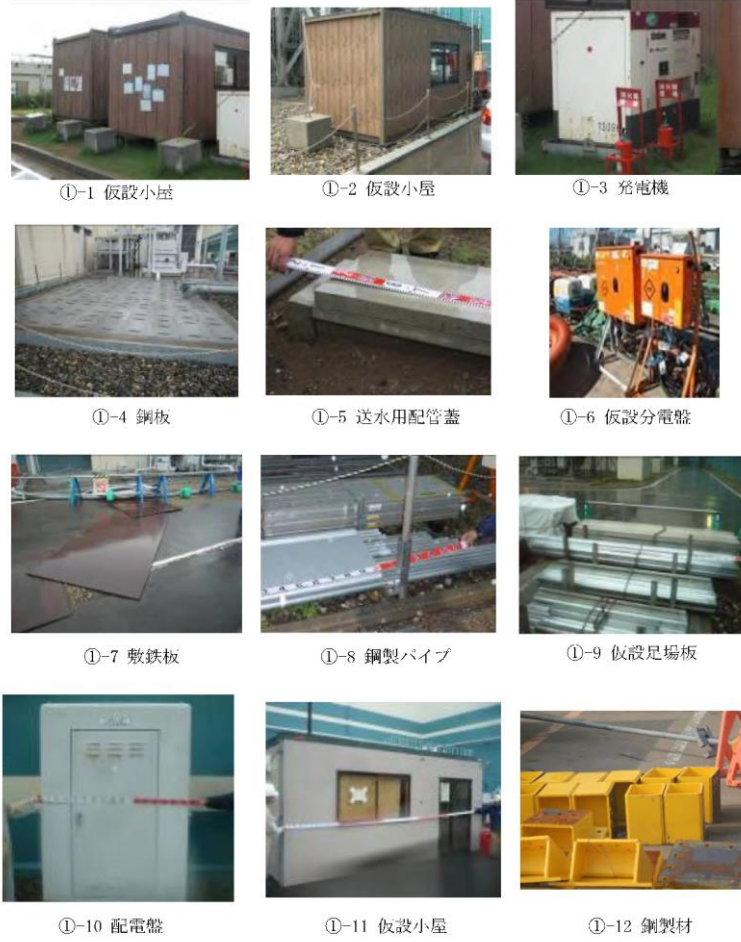 ①-1 仮設小屋
①-2 仮設小屋
①-3 発電機
①-4 鋼板
①-5 送水用配管蓋
①-6 仮設分電盤
①-7 敷鉄板
①-8 鋼製パイプ
①-9 仮設足場板
①-10 配電盤
①-11 仮設小屋
①-12 鋼製材